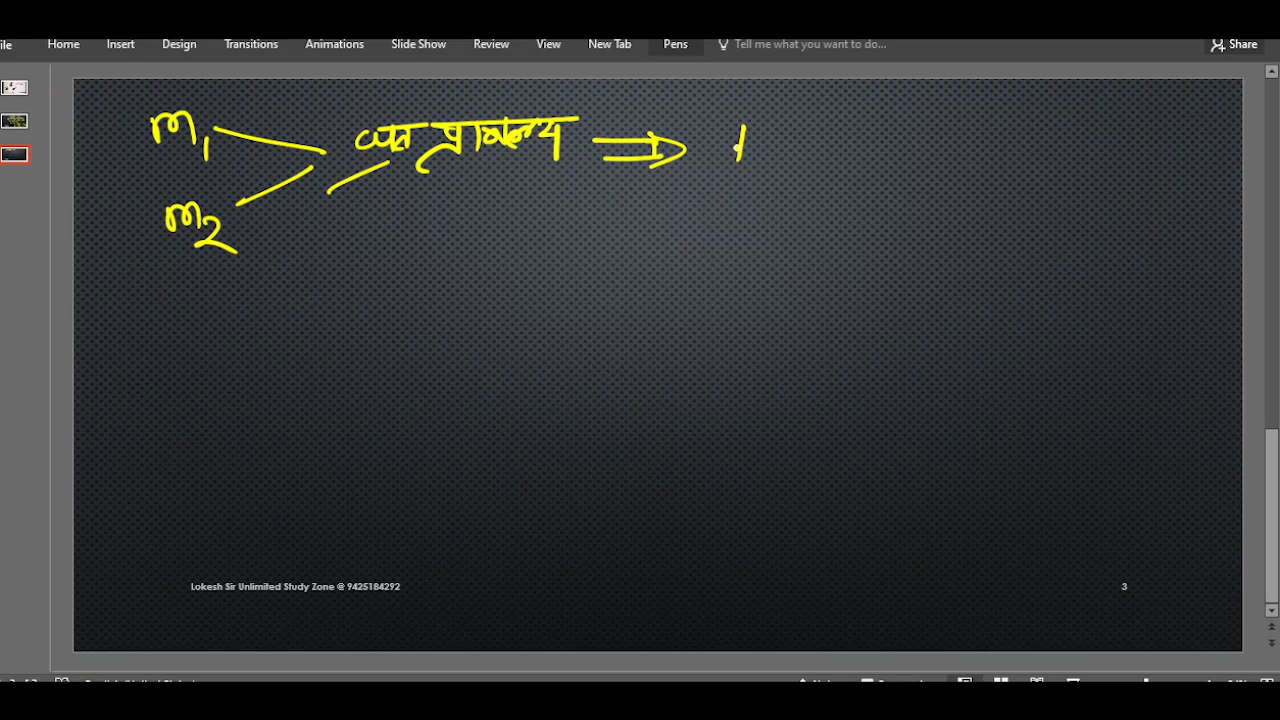 File Home Insert Design Transitions Animations Slide Show Review View New Tab Pens Tell me what you want to do... Share
m1
m2
Lokesh Sir Unlimited Study Zone @ 9425184292
3